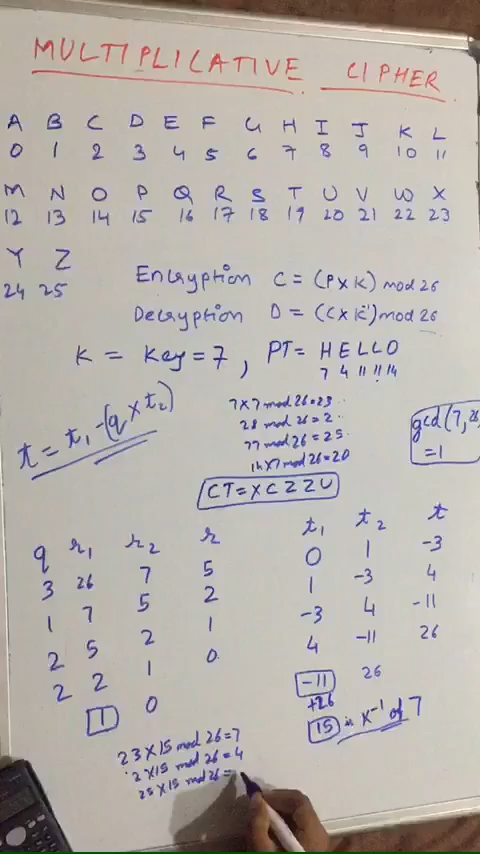 MULTIPLICATIVE CIPHER
A B C D E F G H I J K L
0 1 2 3 4 5 6 7 8 9 10 11
M N O P Q R S T U V W X
12 13 14 15 16 17 18 19 20 21 22 23
Y Z
24 25
Encryption C = (P x K) mod 26
Decryption D = (C x K⁻¹) mod 26
K = Key = 7, PT = HELLO
7 4 11 11 14
t = t₁ - (q x t₂)
7 x 7 mod 26 = 23
28 mod 26 = 2
77 mod 26 = 25
14 x 7 mod 26 = 20
gcd(7, 26
= 1
CT = XCZZU
q r₁ r₂ r t₁ t₂ t
3 26 7 5 0 1 -3
1 7 5 2 1 -3 4
2 5 2 1 -3 4 -11
2 2 1 0 4 -11 26
1 0 -11 26
+26
15 is x⁻¹ of 7
23 x 15 mod 26 = 7
2 x 15 mod 26 = 4
25 x 15 mod 26 =